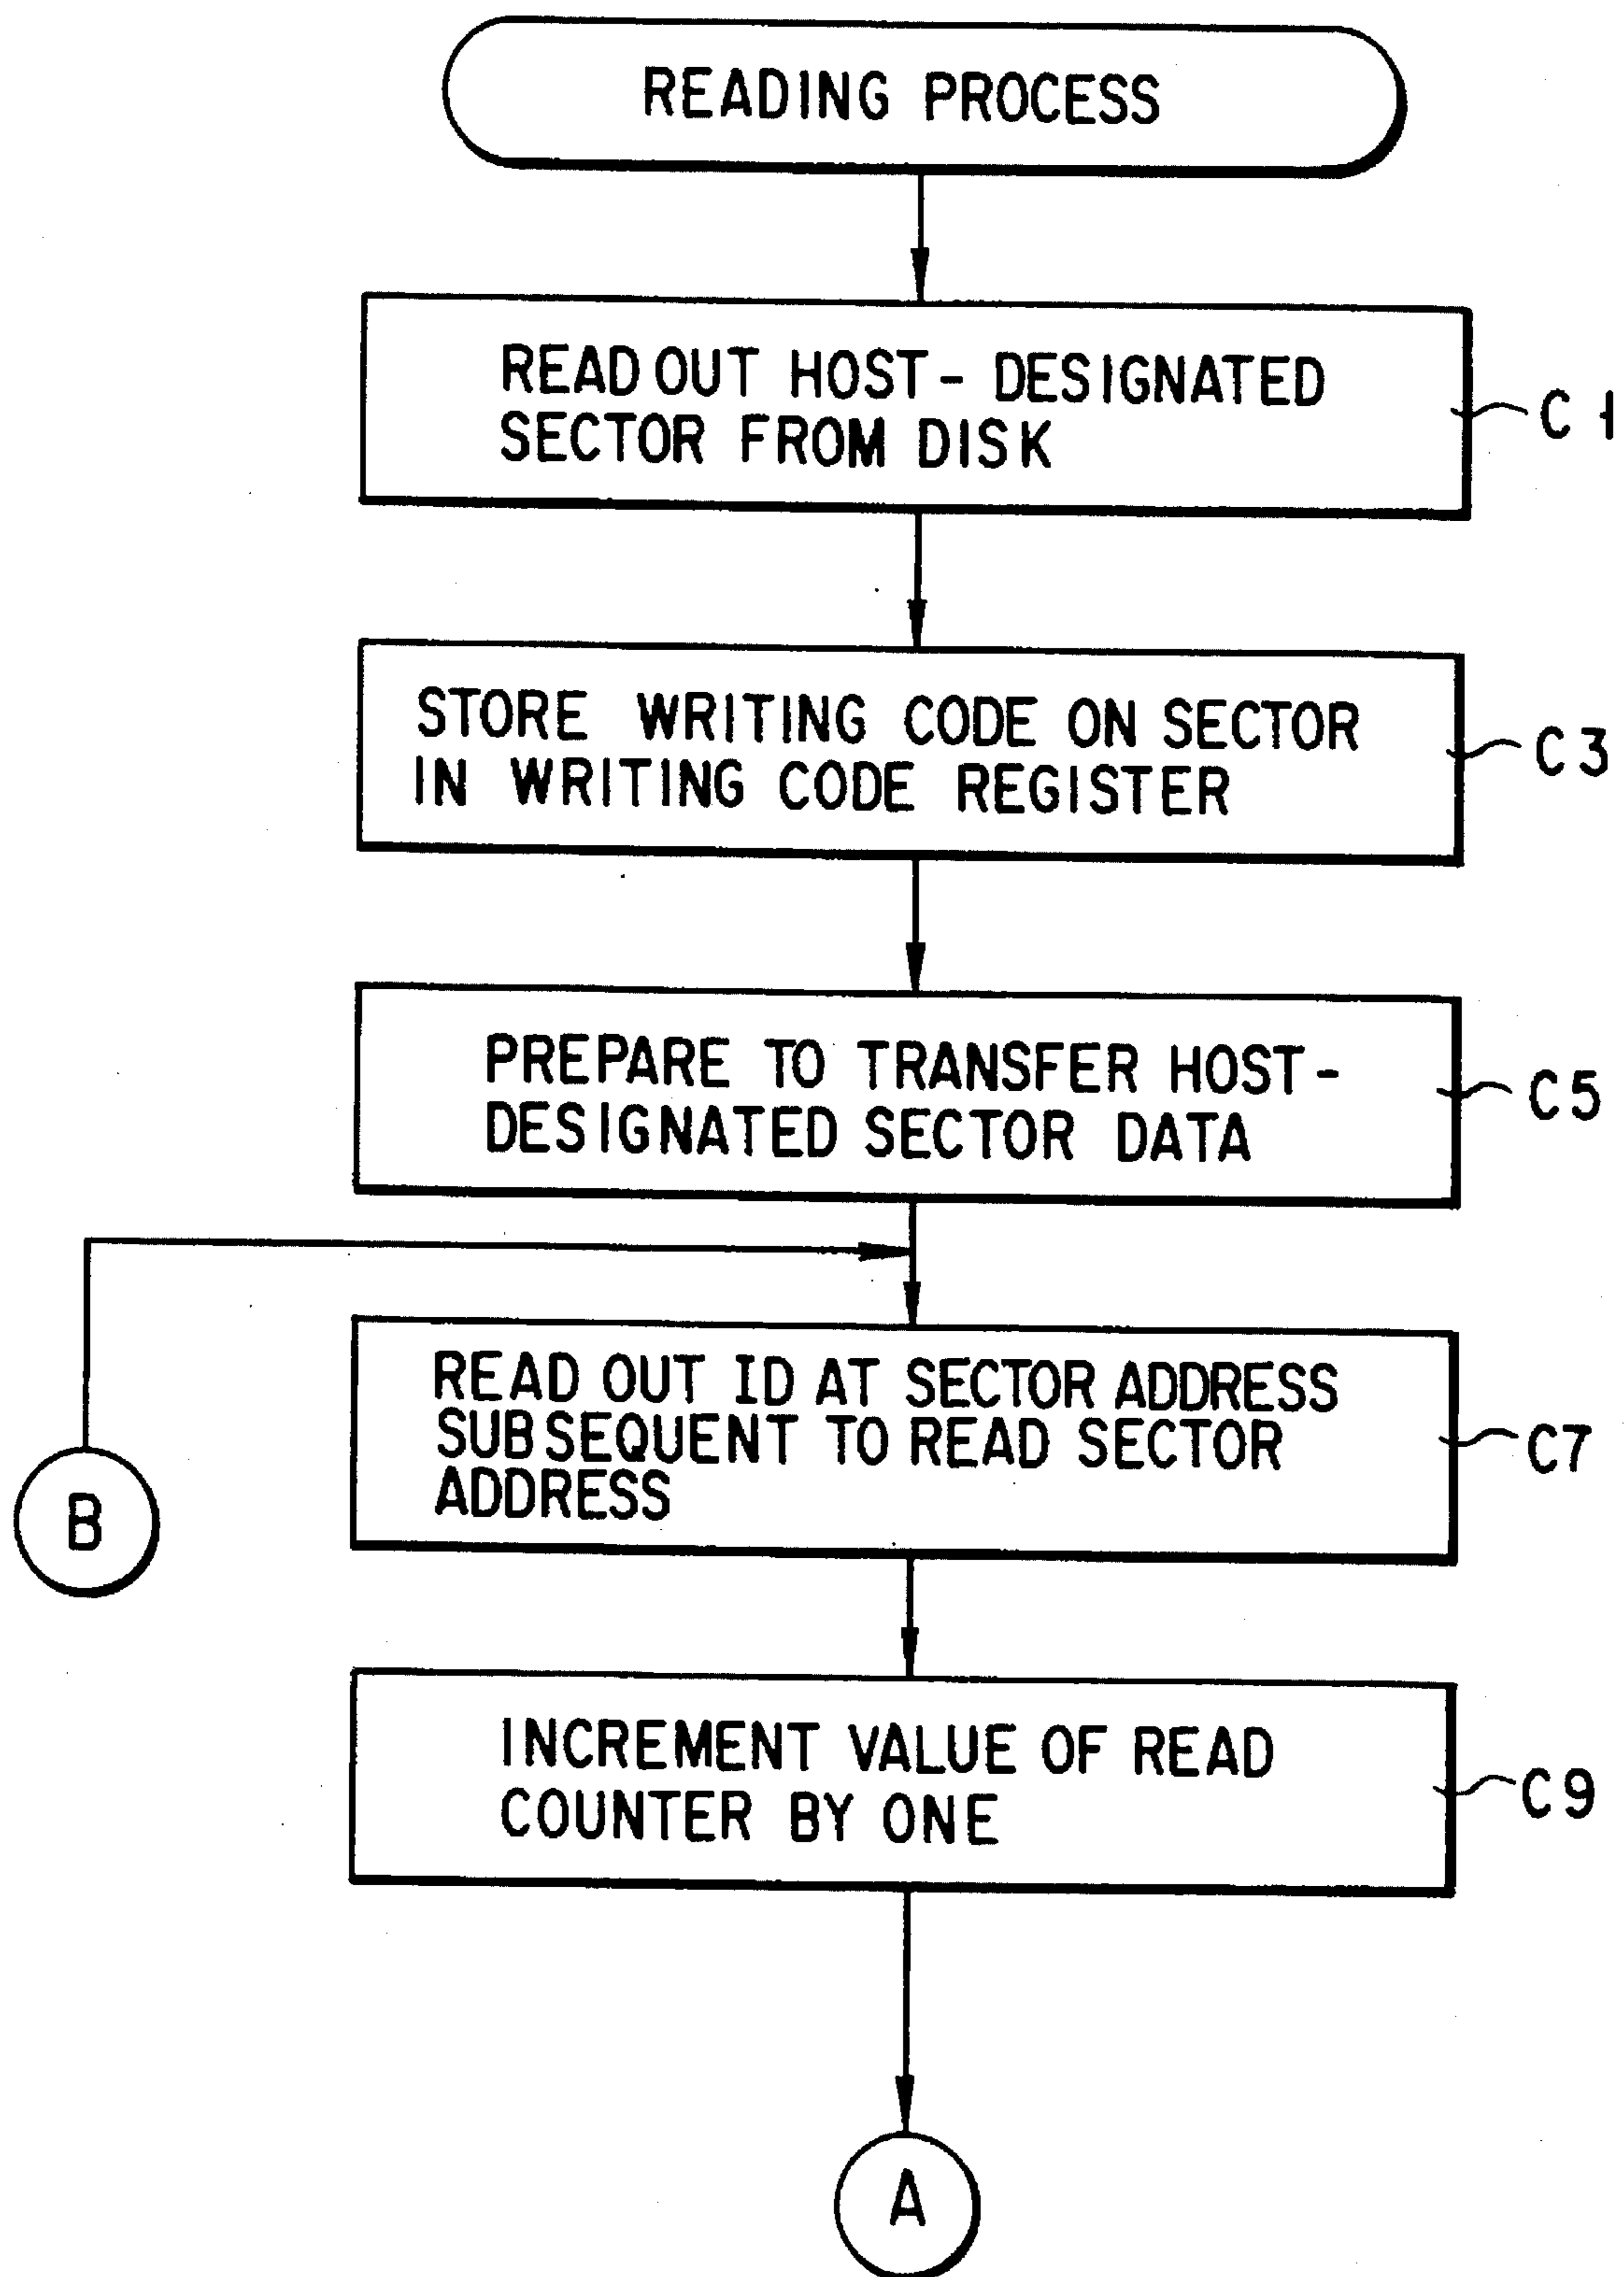 READING PROCESS
READ OUT HOST- DESIGNATED
SECTOR FROM DISK
C1
STORE WRITING CODE ON SECTOR
IN WRITING CODE REGISTER
C3
PREPARE TO TRANSFER HOST-
DESIGNATED SECTOR DATA
C5
READ OUT ID AT SECTOR ADDRESS
SUBSEQUENT TO READ SECTOR
ADDRESS
C7
B
INCREMENT VALUE OF READ
COUNTER BY ONE
C9
A